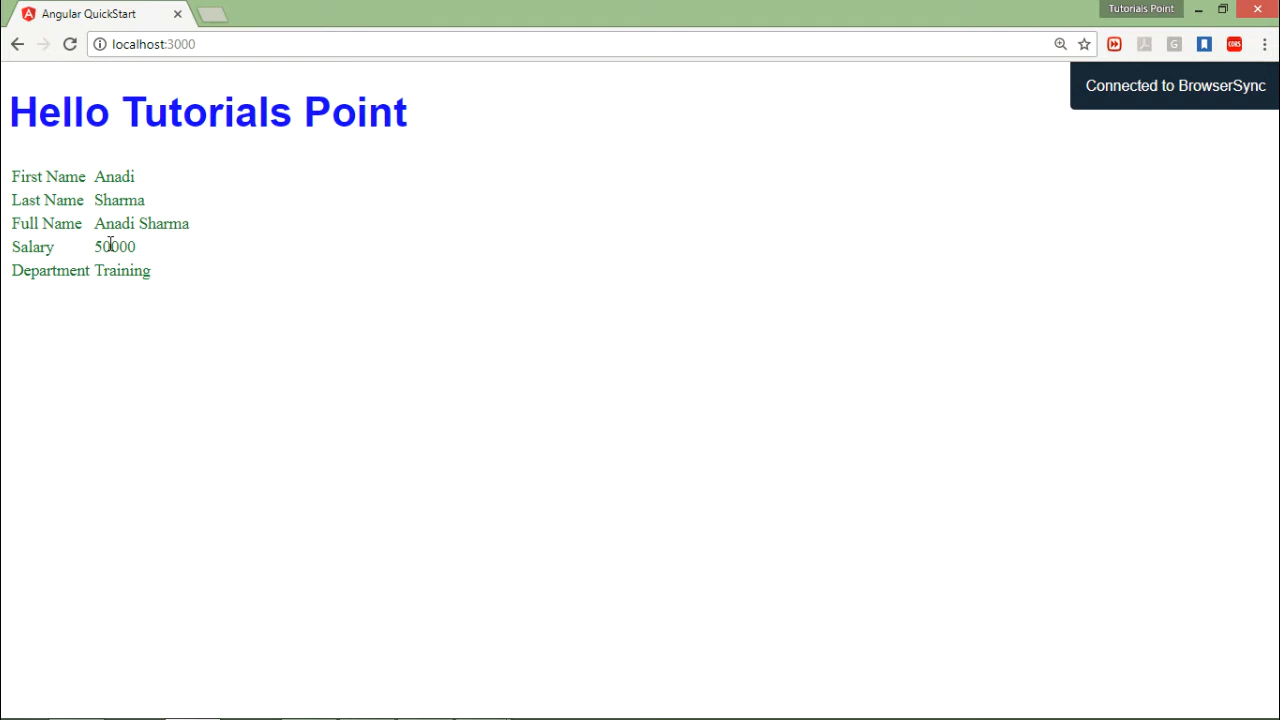 Angular QuickStart
Tutorials Point
localhost:3000
CORS
Connected to BrowserSync
Hello Tutorials Point
First Name Anadi
Last Name Sharma
Full Name Anadi Sharma
Salary 50000
Department Training